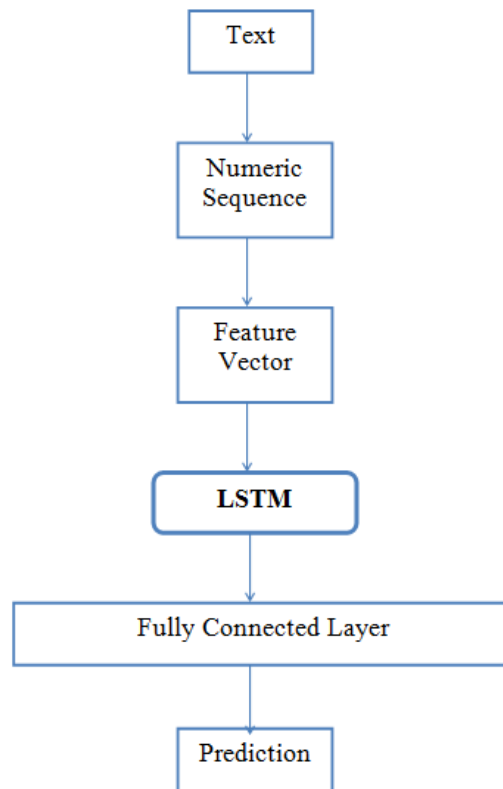 Text
Numeric
Sequence
Feature
Vector
LSTM
Fully Connected Layer
Prediction